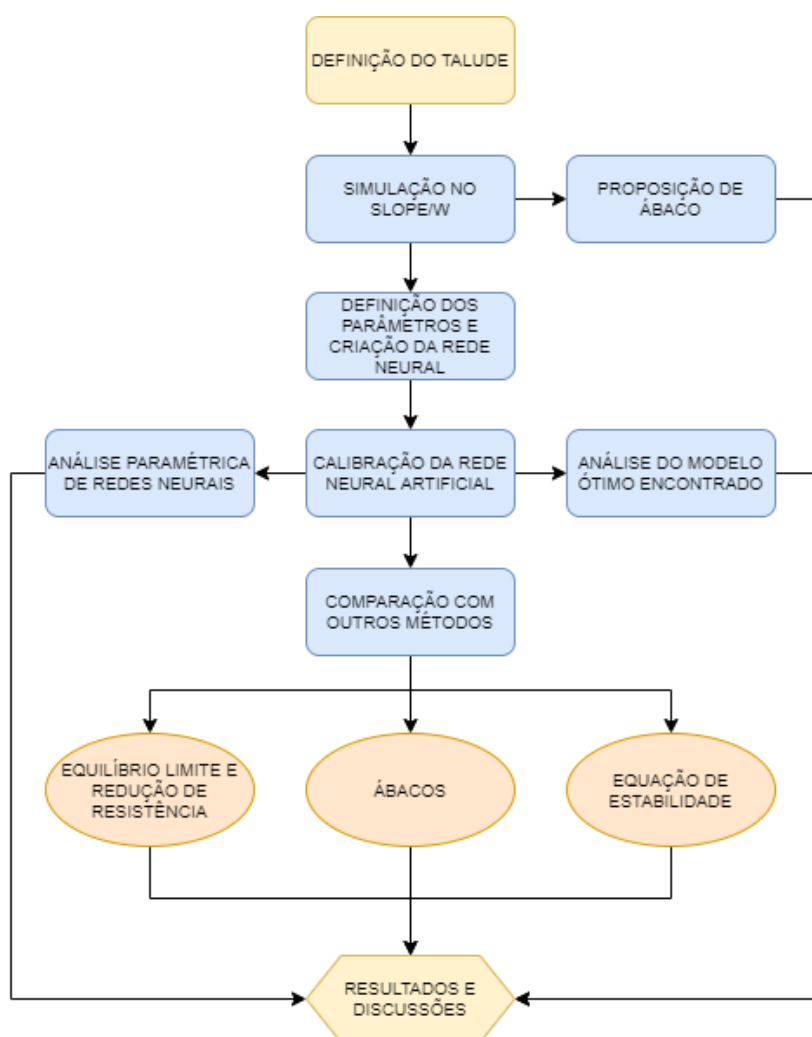 DEFINIÇÃO DO TALUDE
SIMULAÇÃO NO
SLOPE/W
PROPOSIÇÃO DE
ÁBACO
DEFINIÇÃO DOS
PARÂMETROS E
CRIAÇÃO DA REDE
NEURAL
ANÁLISE PARAMÉTRICA
DE REDES NEURAIS
CALIBRAÇÃO DA REDE
NEURAL ARTIFICIAL
ANÁLISE DO MODELO
ÓTIMO ENCONTRADO
COMPARAÇÃO COM
OUTROS MÉTODOS
EQUILÍBRIO LIMITE E
REDUÇÃO DE
RESISTÊNCIA
ÁBACOS
EQUAÇÃO DE
ESTABILIDADE
RESULTADOS E
DISCUSSÕES